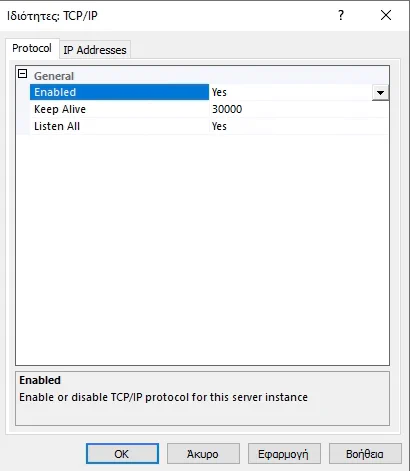 Ιδιότητες: TCP/IP
Protocol IP Addresses
General
Enabled Yes
Keep Alive 30000
Listen All Yes
Enabled
Enable or disable TCP/IP protocol for this server instance
OK Άκυρο Εφαρμογή Βοήθεια